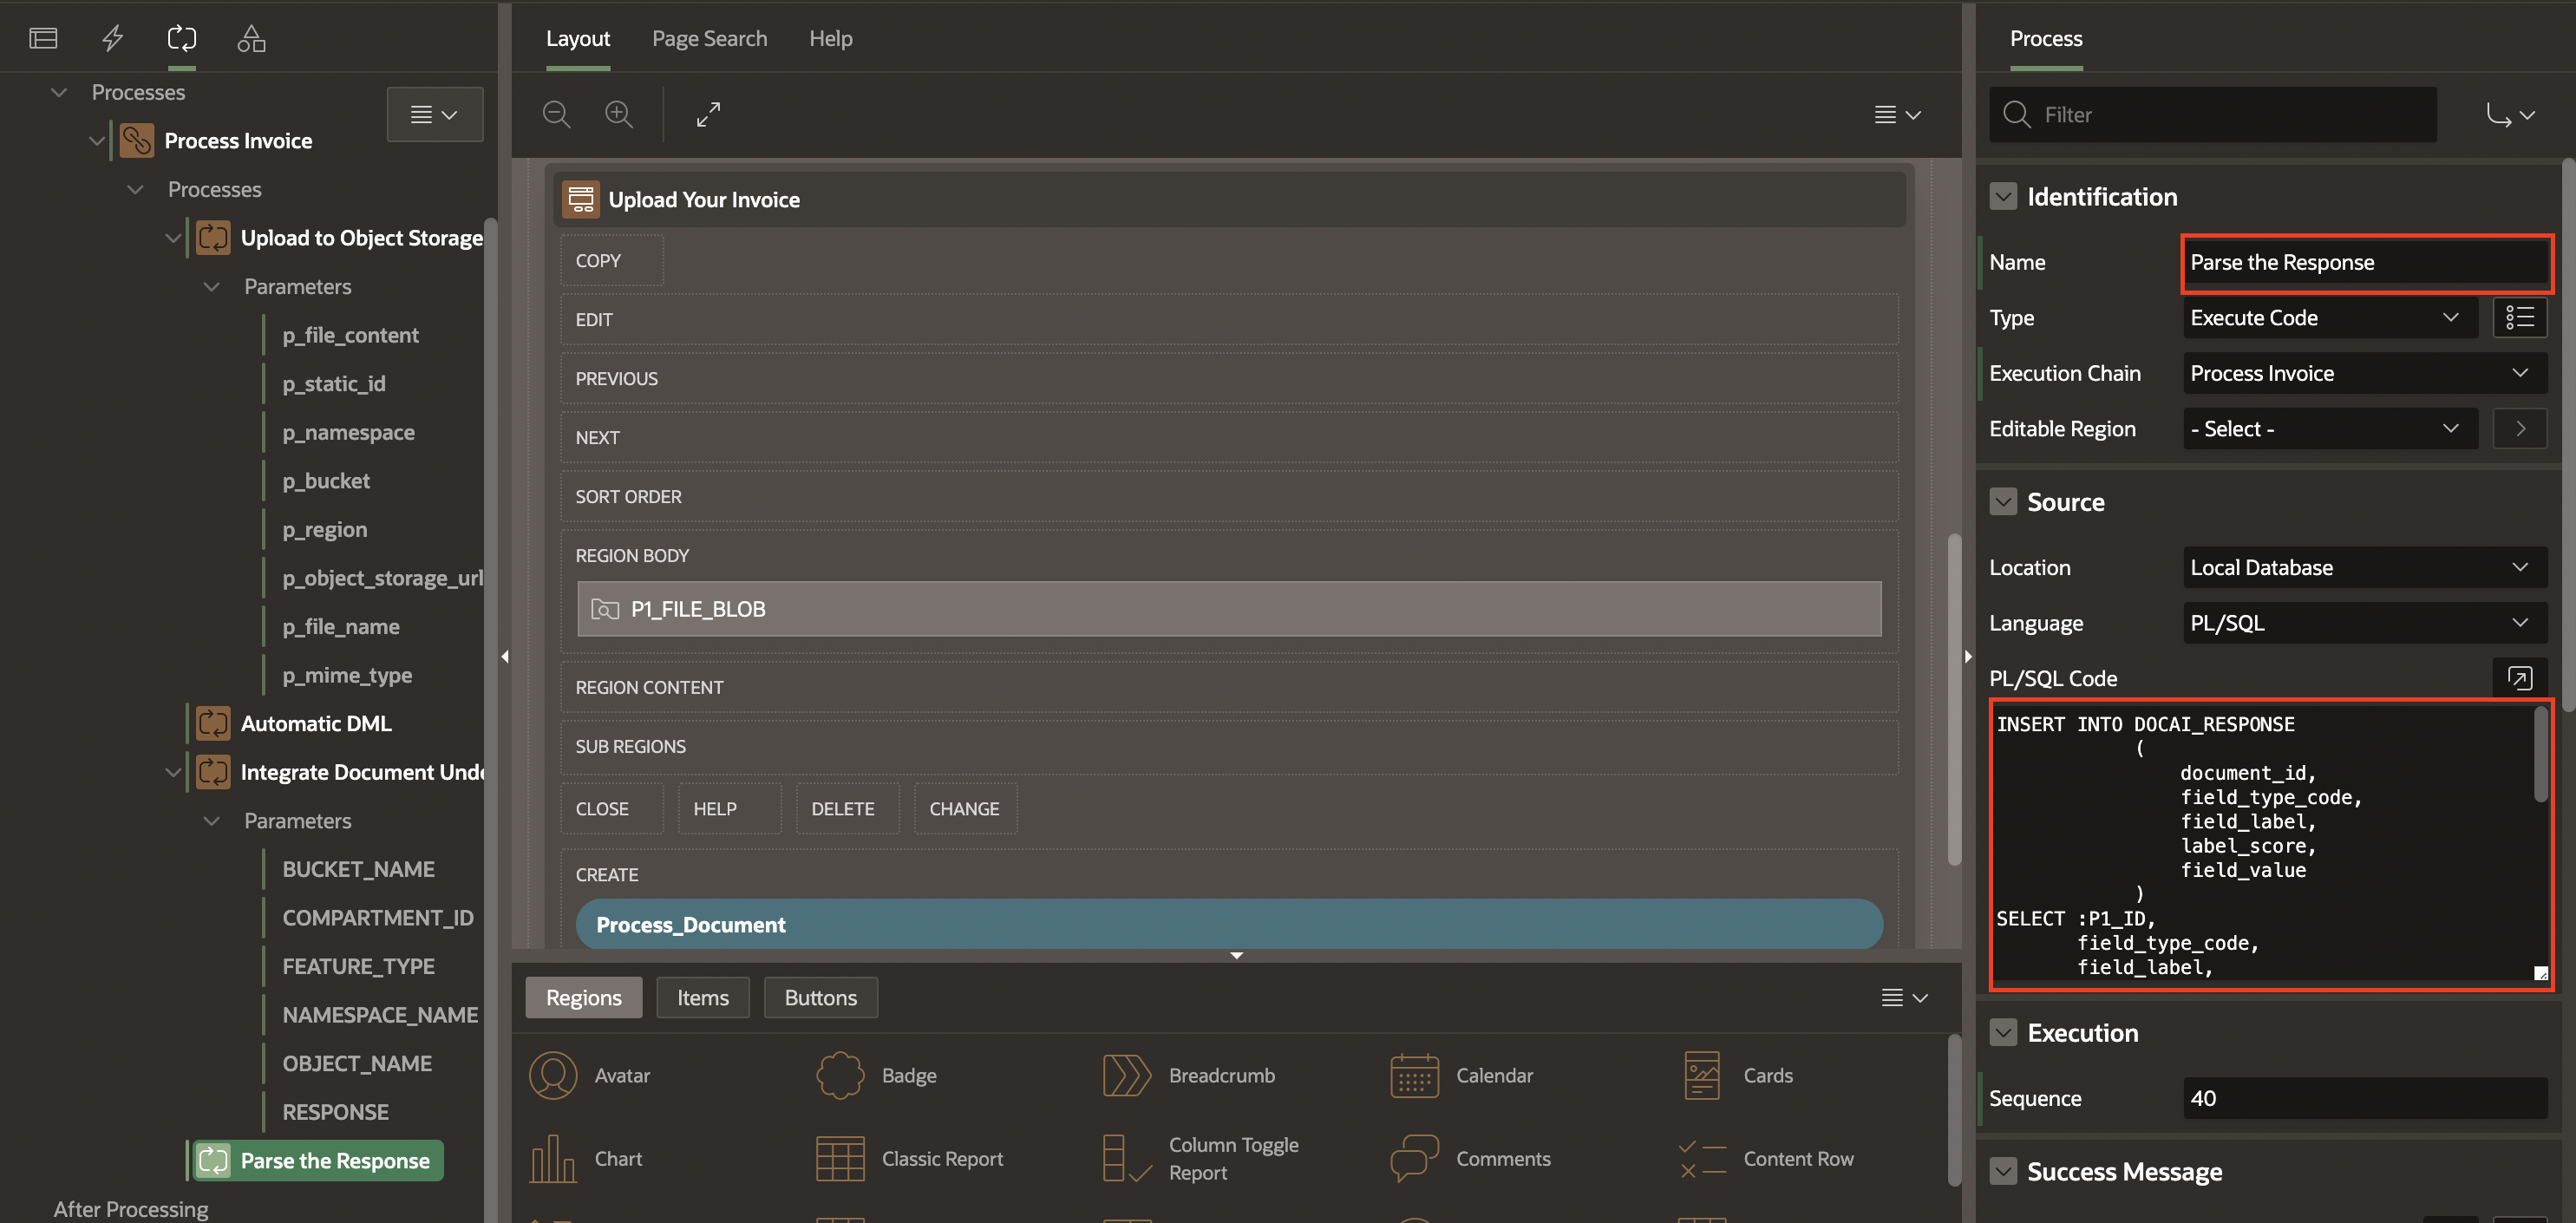 Processes
Process Invoice
Processes
Upload to Object Storage
Parameters
p_file_content
p_static_id
p_namespace
p_bucket
p_region
p_object_storage_url
p_file_name
p_mime_type
Automatic DML
Integrate Document Unde
Parameters
BUCKET_NAME
COMPARTMENT_ID
FEATURE_TYPE
NAMESPACE_NAME
OBJECT_NAME
RESPONSE
Parse the Response
After Processing
Layout Page Search Help
Upload Your Invoice
COPY
EDIT
PREVIOUS
NEXT
SORT ORDER
REGION BODY
P1_FILE_BLOB
REGION CONTENT
SUB REGIONS
CLOSE HELP DELETE CHANGE
CREATE
Process_Document
Regions Items Buttons
Avatar Badge Breadcrumb Calendar Cards
Chart Classic Report Column Toggle Report Comments Content Row
Process
Filter
Identification
Name Parse the Response
Type Execute Code
Execution Chain Process Invoice
Editable Region - Select -
Source
Location Local Database
Language PL/SQL
PL/SQL Code
INSERT INTO DOCAI_RESPONSE
(
document_id,
field_type_code,
field_label,
label_score,
field_value
)
SELECT :P1_ID,
field_type_code,
field_label,
Execution
Sequence 40
Success Message